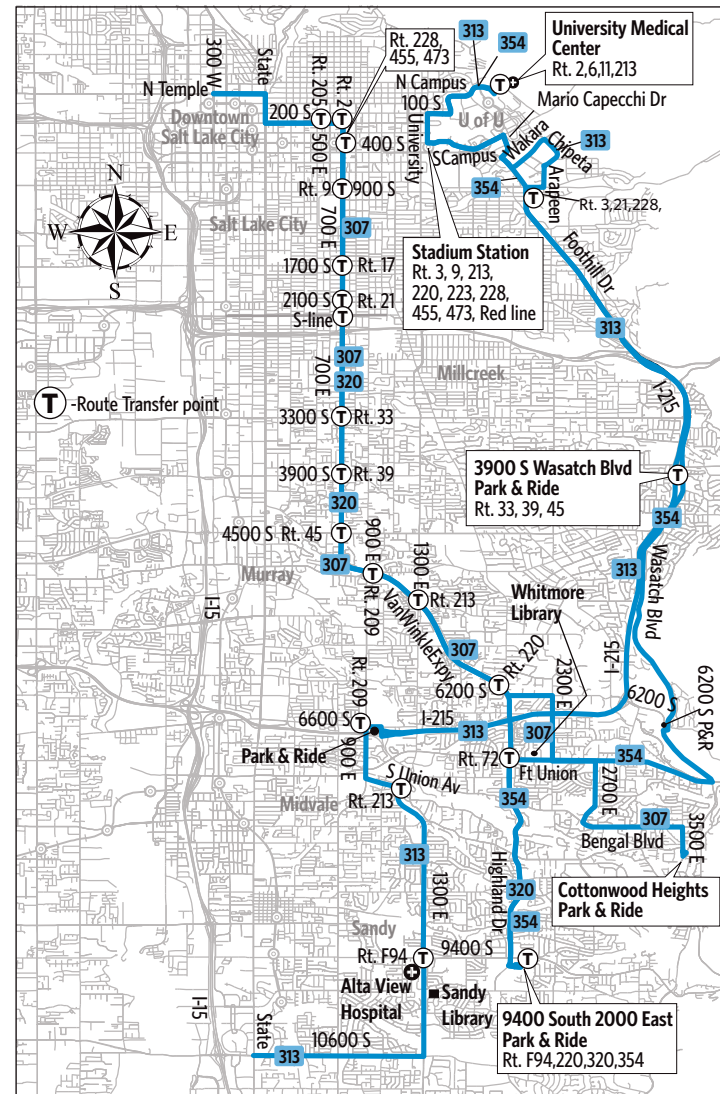 313
354
University Medical
Center
Rt. 2,6,11,213
Rt. 228,
455, 473
300 W
State
N Temple
Rt. 205
Rt. 2
N Campus
100 S
Mario Capecchi Dr
Downtown
Salt Lake City
200 S
500 E
400 S
University
U of U
S Campus
Wakara
Chipeta
313
354
Arapeen
Rt. 3,21,228,
N
W
E
S
Rt. 9
900 S
Salt Lake City
700 E
307
Foothill Dr
Stadium Station
Rt. 3, 9, 213,
220, 223, 228,
455, 473, Red line
1700 S
Rt. 17
2100 S
Rt. 21
S-line
313
307
700 E
320
Millcreek
I-215
T
-Route Transfer point
3300 S
Rt. 33
3900 S
Rt. 39
3900 S Wasatch Blvd
Park & Ride
Rt. 33, 39, 45
320
354
4500 S
Rt. 45
900 E
1300 E
313
Wasatch Blvd
307
Murray
Rt. 209
Rt. 213
Whitmore
Library
I-15
VanWinkleExpy
307
Rt. 220
2300 E
I-215
6200 S
6200 S
6200 S P&R
Rt. 209
6600 S
I-215
313
307
Park & Ride
900 E
Rt. 72
Ft Union
354
S Union Av
Midvale
Rt. 213
354
2700 E
307
Bengal Blvd
3500 E
313
1300 E
Highland Dr
320
354
Cottonwood Heights
Park & Ride
Sandy
Rt. F94
9400 S
Alta View
Hospital
Sandy
Library
I-15
State
10600 S
313
9400 South 2000 East
Park & Ride
Rt. F94,220,320,354